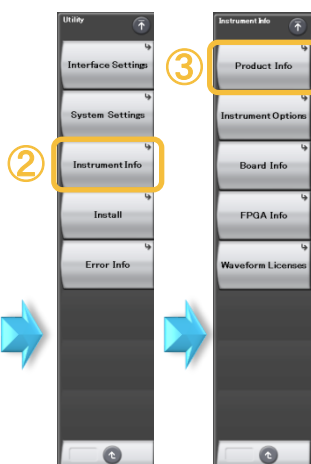 Utility
Interface Settings
System Settings
②
Instrument Info
Install
Error Info
Instrument Info
③
Product Info
Instrument Options
Board Info
FPGA Info
Waveform Licenses